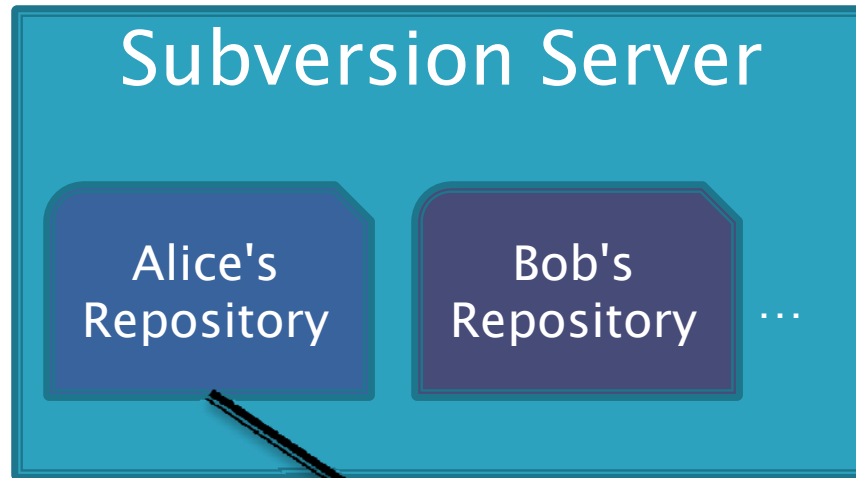 Subversion Server
Alice's
Repository
Bob's
Repository
...